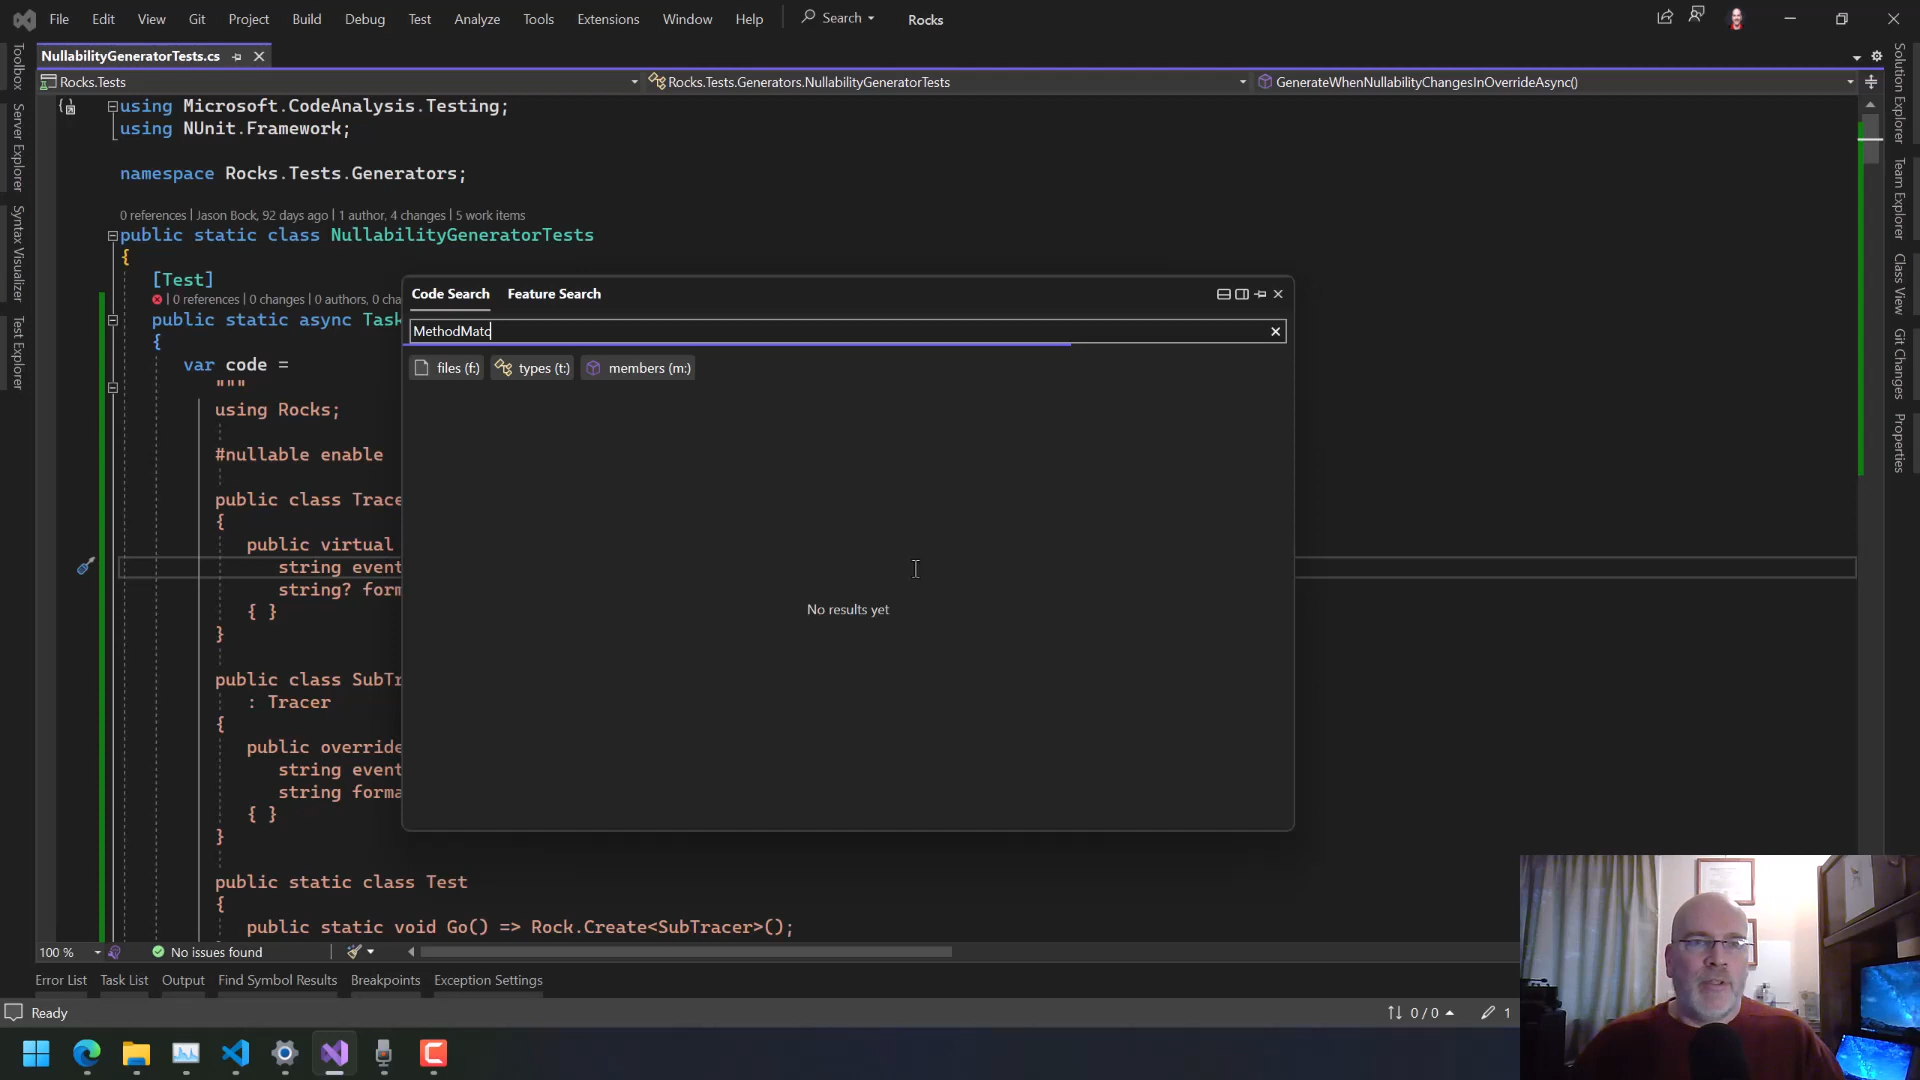 File Edit View Git Project Build Debug Test Analyze Tools Extensions Window Help Search Rocks
NullabilityGeneratorTests.cs
Rocks.Tests Rocks.Tests.Generators.NullabilityGeneratorTests GenerateWhenNullabilityChangesInOverrideAsync()
Toolbox
Server Explorer
Syntax Visualizer
Test Explorer
using Microsoft.CodeAnalysis.Testing;
using NUnit.Framework;
namespace Rocks.Tests.Generators;
0 references | Jason Bock, 92 days ago | 1 author, 4 changes | 5 work items
public static class NullabilityGeneratorTests
{
[Test]
| 0 references | 0 changes | 0 authors, 0 cha
public static async Task
{
var code =
"""
using Rocks;
#nullable enable
public class Trace
{
public virtual
string event
string? form
{ }
}
public class SubTr
: Tracer
{
public override
string event
string forma
{ }
}
public static class Test
{
public static void Go() => Rock.Create<SubTracer>();
Code Search Feature Search
MethodMatc
files (f:) types (t:) members (m:)
No results yet
Solution Explorer
Team Explorer
Class View
Git Changes
Properties
100 % No issues found
Error List Task List Output Find Symbol Results Breakpoints Exception Settings
Ready 0 / 0 1